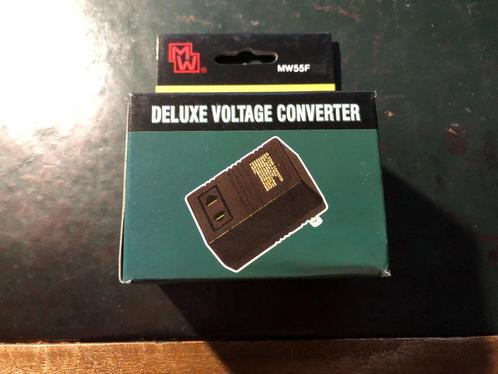 MW®
MW55F
DELUXE VOLTAGE CONVERTER